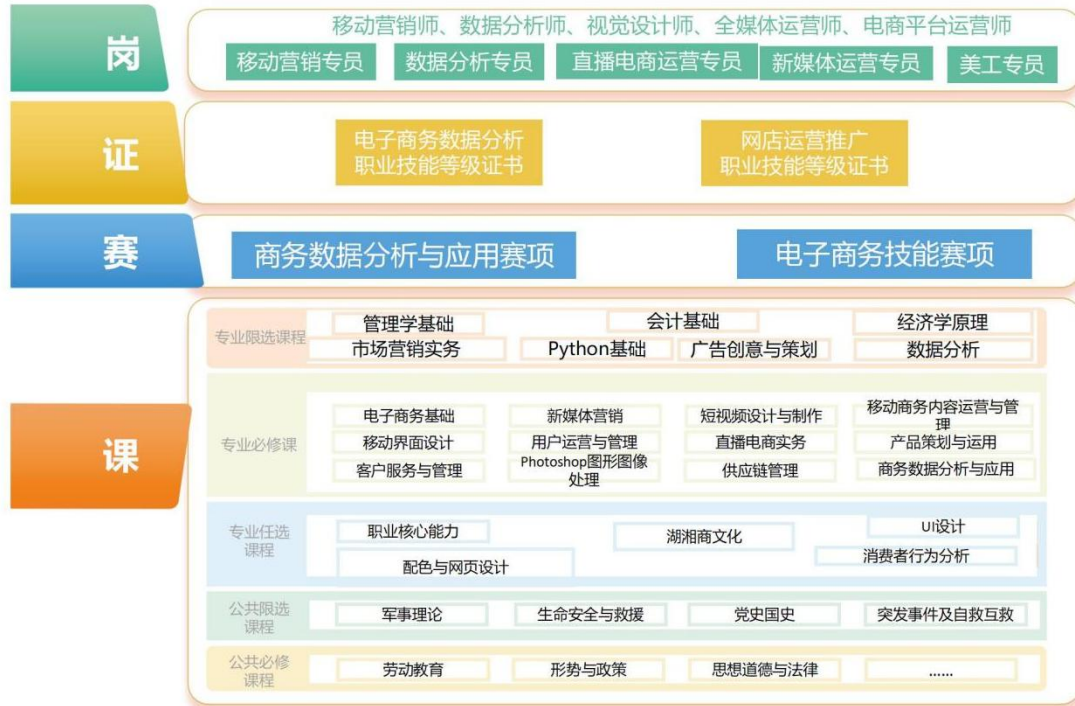 岗
移动营销师、数据分析师、视觉设计师、全媒体运营师、电商平台运营师
移动营销专员 数据分析专员 直播电商运营专员 新媒体运营专员 美工专员
证
电子商务数据分析
职业技能等级证书
网店运营推广
职业技能等级证书
赛
商务数据分析与应用赛项 电子商务技能赛项
课
专业限选课程
管理学基础 会计基础 经济学原理
市场营销实务 Python基础 广告创意与策划 数据分析
专业必修课
电子商务基础 新媒体营销 短视频设计与制作 移动商务内容运营与管
理
移动界面设计 用户运营与管理 直播电商实务 产品策划与运用
客户服务与管理 Photoshop图形图像
处理
供应链管理 商务数据分析与应用
专业任选
课程
职业核心能力 湖湘商文化 UI设计
配色与网页设计 消费者行为分析
公共限选
课程
军事理论 生命安全与救援 党史国史 突发事件及自救互救
公共必修
课程
劳动教育 形势与政策 思想道德与法律 ......